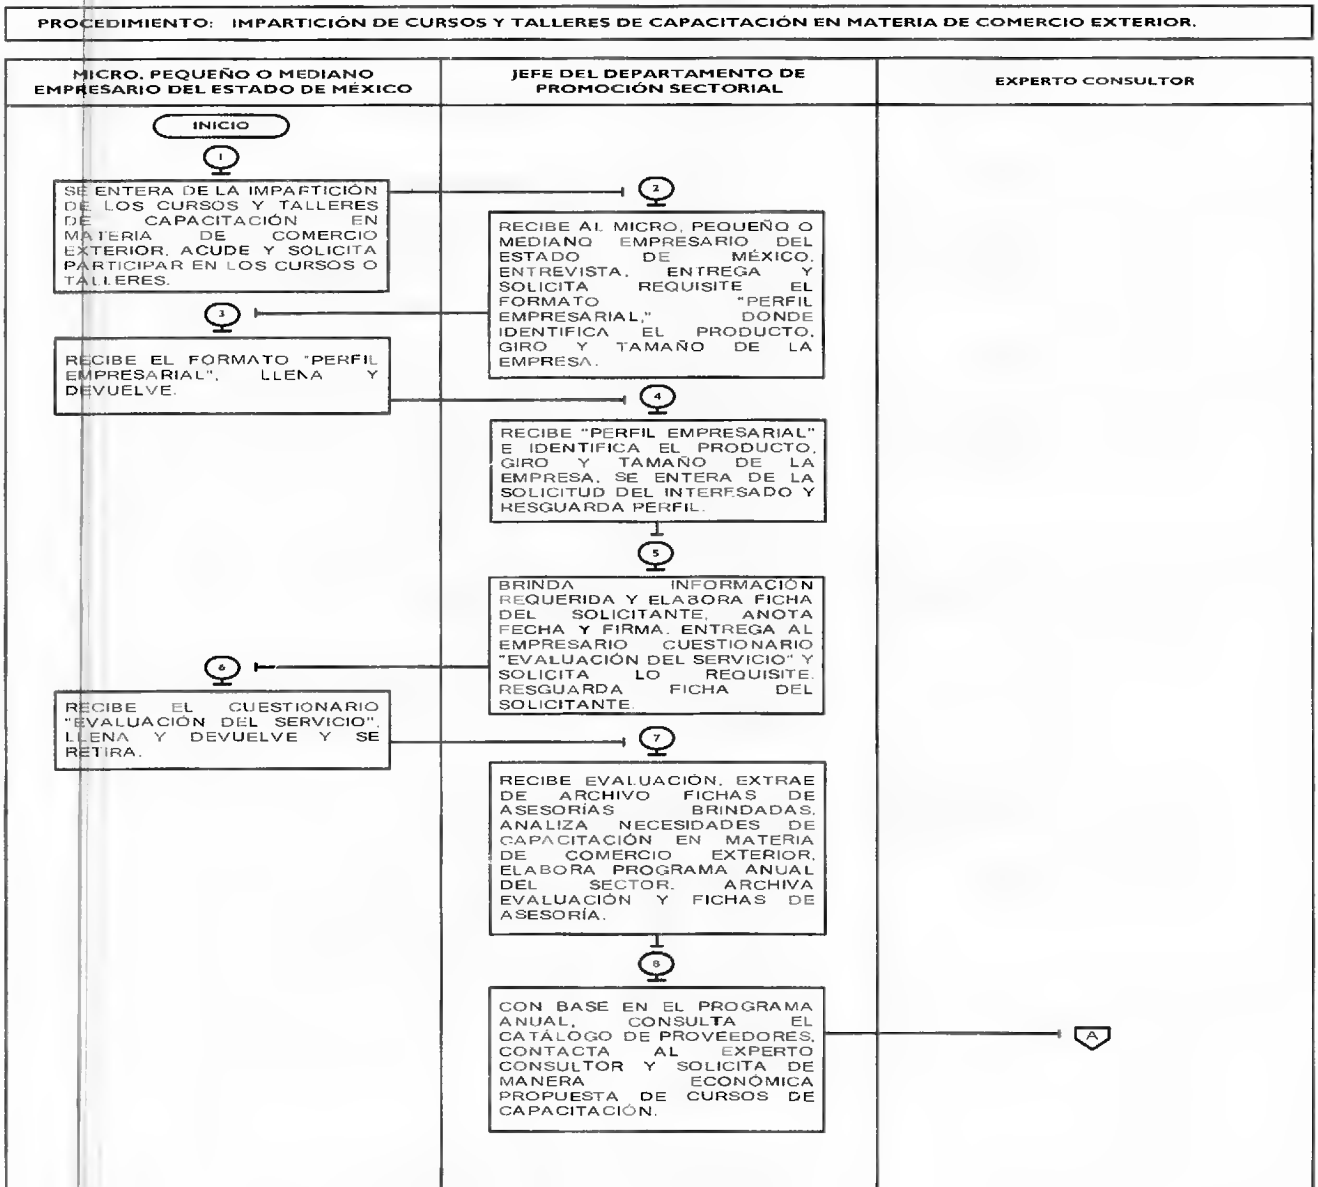 PROCEDIMIENTO: IMPARTICIÓN DE CURSOS Y TALLERES DE CAPACITACIÓN EN MATERIA DE COMERCIO EXTERIOR.
MICRO, PEQUEÑO O MEDIANO
EMPRESARIO DEL ESTADO DE MÉXICO
JEFE DEL DEPARTAMENTO DE
PROMOCIÓN SECTORIAL
EXPERTO CONSULTOR
INICIO
1
SE ENTERA DE LA IMPARTICIÓN
DE LOS CURSOS Y TALLERES
DE CAPACITACIÓN EN
MATERIA DE COMERCIO
EXTERIOR, ACUDE Y SOLICITA
PARTICIPAR EN LOS CURSOS O
TALLERES.
2
RECIBE AL MICRO, PEQUEÑO O
MEDIANO EMPRESARIO DEL
ESTADO DE MÉXICO,
ENTREVISTA, ENTREGA Y
SOLICITA REQUISITE EL
FORMATO "PERFIL
EMPRESARIAL," DONDE
IDENTIFICA EL PRODUCTO,
GIRO Y TAMAÑO DE LA
EMPRESA.
3
RECIBE EL FORMATO "PERFIL
EMPRESARIAL", LLENA Y
DEVUELVE.
4
RECIBE "PERFIL EMPRESARIAL"
E IDENTIFICA EL PRODUCTO,
GIRO Y TAMAÑO DE LA
EMPRESA, SE ENTERA DE LA
SOLICITUD DEL INTERESADO Y
RESGUARDA PERFIL.
5
BRINDA INFORMACIÓN
REQUERIDA Y ELABORA FICHA
DEL SOLICITANTE, ANOTA
FECHA Y FIRMA. ENTREGA AL
EMPRESARIO CUESTIONARIO
"EVALUACIÓN DEL SERVICIO" Y
SOLICITA LO REQUISITE.
RESGUARDA FICHA DEL
SOLICITANTE.
6
RECIBE EL CUESTIONARIO
"EVALUACIÓN DEL SERVICIO",
LLENA Y DEVUELVE Y SE
RETIRA.
7
RECIBE EVALUACIÓN, EXTRAE
DE ARCHIVO FICHAS DE
ASESORÍAS BRINDADAS,
ANALIZA NECESIDADES DE
CAPACITACIÓN EN MATERIA
DE COMERCIO EXTERIOR,
ELABORA PROGRAMA ANUAL
DEL SECTOR. ARCHIVA
EVALUACIÓN Y FICHAS DE
ASESORÍA.
8
CON BASE EN EL PROGRAMA
ANUAL, CONSULTA EL
CATÁLOGO DE PROVEEDORES,
CONTACTA AL EXPERTO
CONSULTOR Y SOLICITA DE
MANERA ECONÓMICA
PROPUESTA DE CURSOS DE
CAPACITACIÓN.
A